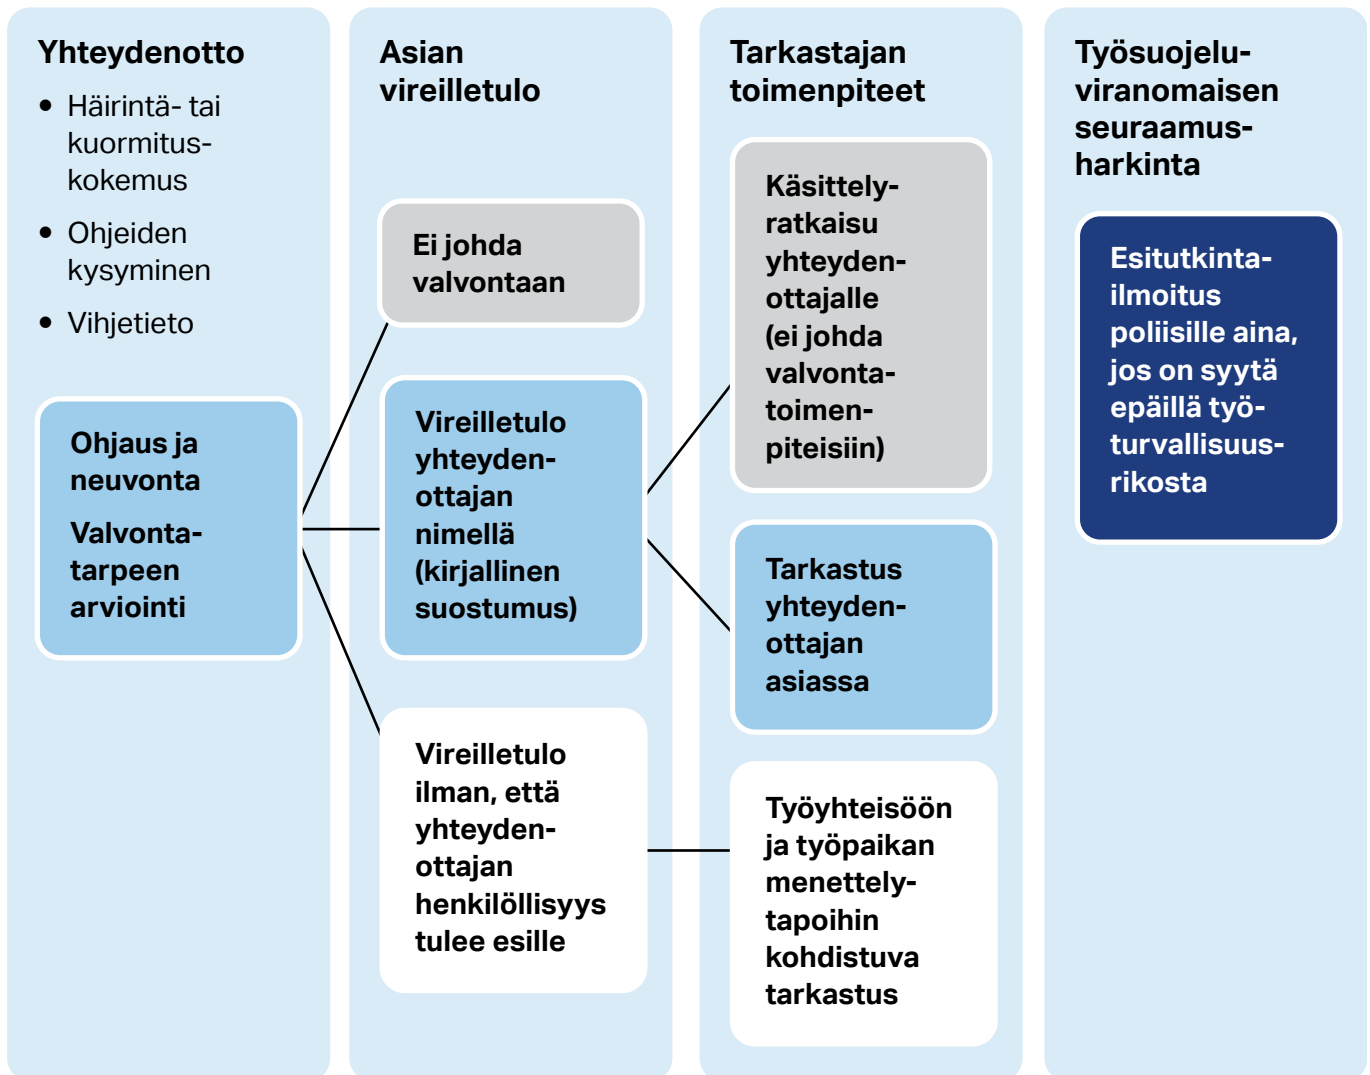 Yhteydenotto
• Häirintä- tai
kuormitus-
kokemus
• Ohjeiden
kysyminen
• Vihjetieto
Ohjaus ja
neuvonta
Valvonta-
tarpeen
arviointi
Asian
vireilletulo
Ei johda
valvontaan
Vireilletulo
yhteyden-
ottajan
nimellä
(kirjallinen
suostumus)
Vireilletulo
ilman, että
yhteyden-
ottajan
henkilöllisyys
tulee esille
Tarkastajan
toimenpiteet
Käsittely-
ratkaisu
yhteyden-
ottajalle
(ei johda
valvonta-
toimen-
piteisiin)
Tarkastus
yhteyden-
ottajan
asiassa
Työyhteisöön
ja työpaikan
menettely-
tapoihin
kohdistuva
tarkastus
Työsuojelu-
viranomaisen
seuraamus-
harkinta
Esitutkinta-
ilmoitus
poliisille aina,
jos on syytä
epäillä työ-
turvallisuus-
rikosta